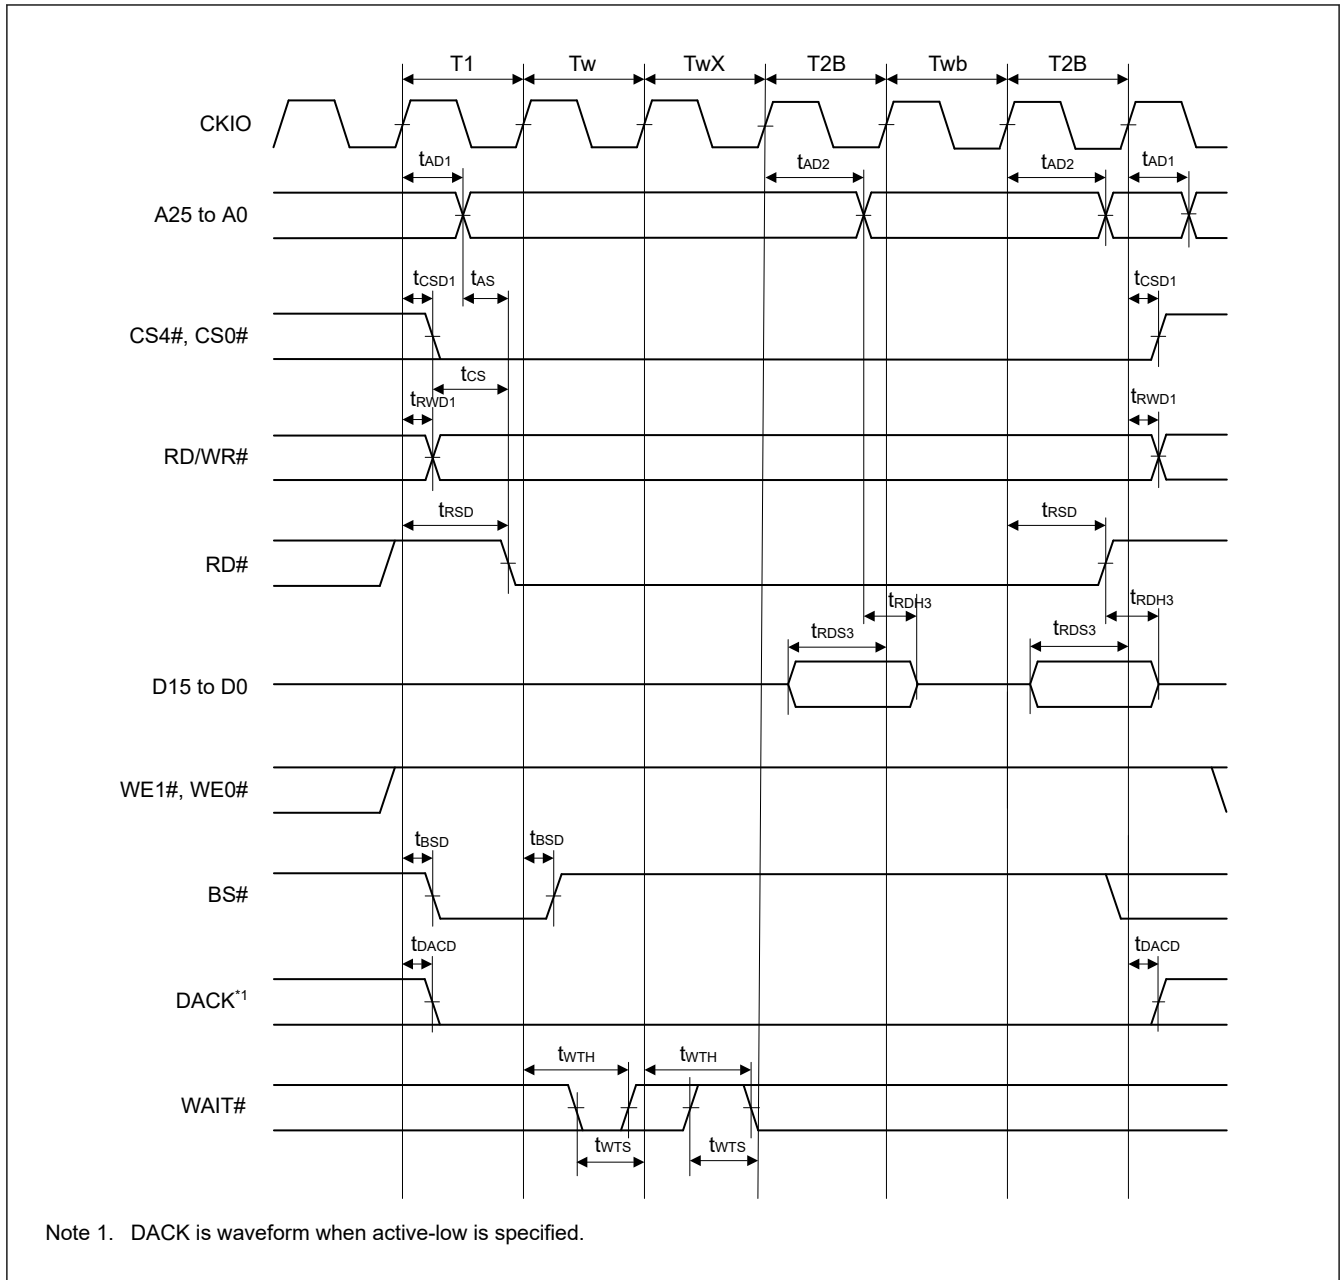 T1 Tw TwX T2B Twb T2B
CKIO
tAD1 tAD2 tAD2 tAD1
A25 to A0
tCSD1 tAS tCSD1
CS4#, CS0#
tCS
tRWD1 tRWD1
RD/WR#
tRSD tRSD
RD#
tRDH3 tRDH3
tRDS3 tRDS3
D15 to D0
WE1#, WE0#
tBSD tBSD
BS#
tDACD tDACD
DACK*1
tWTH tWTH
WAIT#
tWTS tWTS
Note 1. DACK is waveform when active-low is specified.